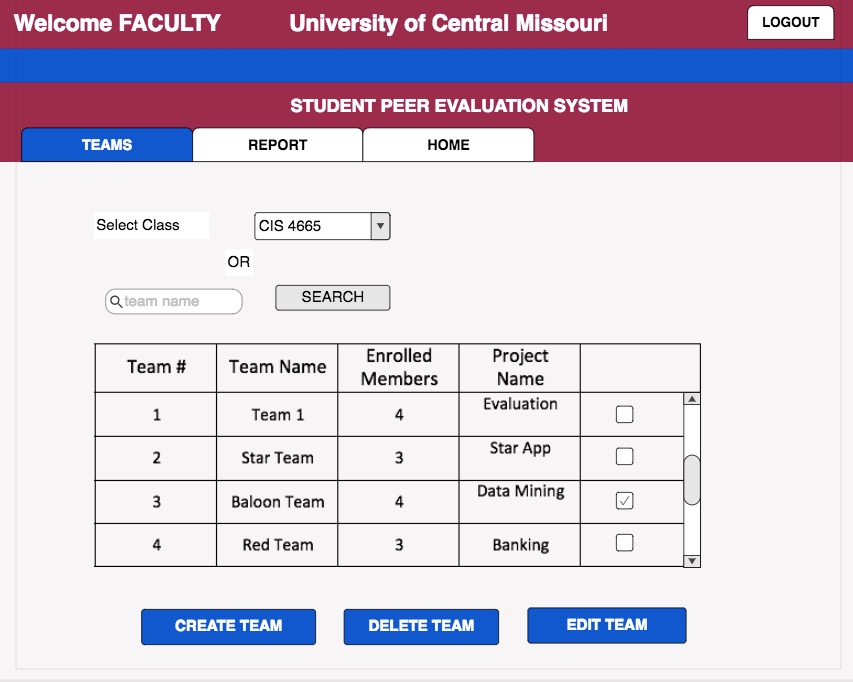 Welcome FACULTY University of Central Missouri LOGOUT
STUDENT PEER EVALUATION SYSTEM
TEAMS REPORT HOME
Select Class CIS 4665
OR
team name SEARCH
Team # Team Name Enrolled Members Project Name
1 Team 1 4 Evaluation
2 Star Team 3 Star App
3 Baloon Team 4 Data Mining
4 Red Team 3 Banking
CREATE TEAM DELETE TEAM EDIT TEAM